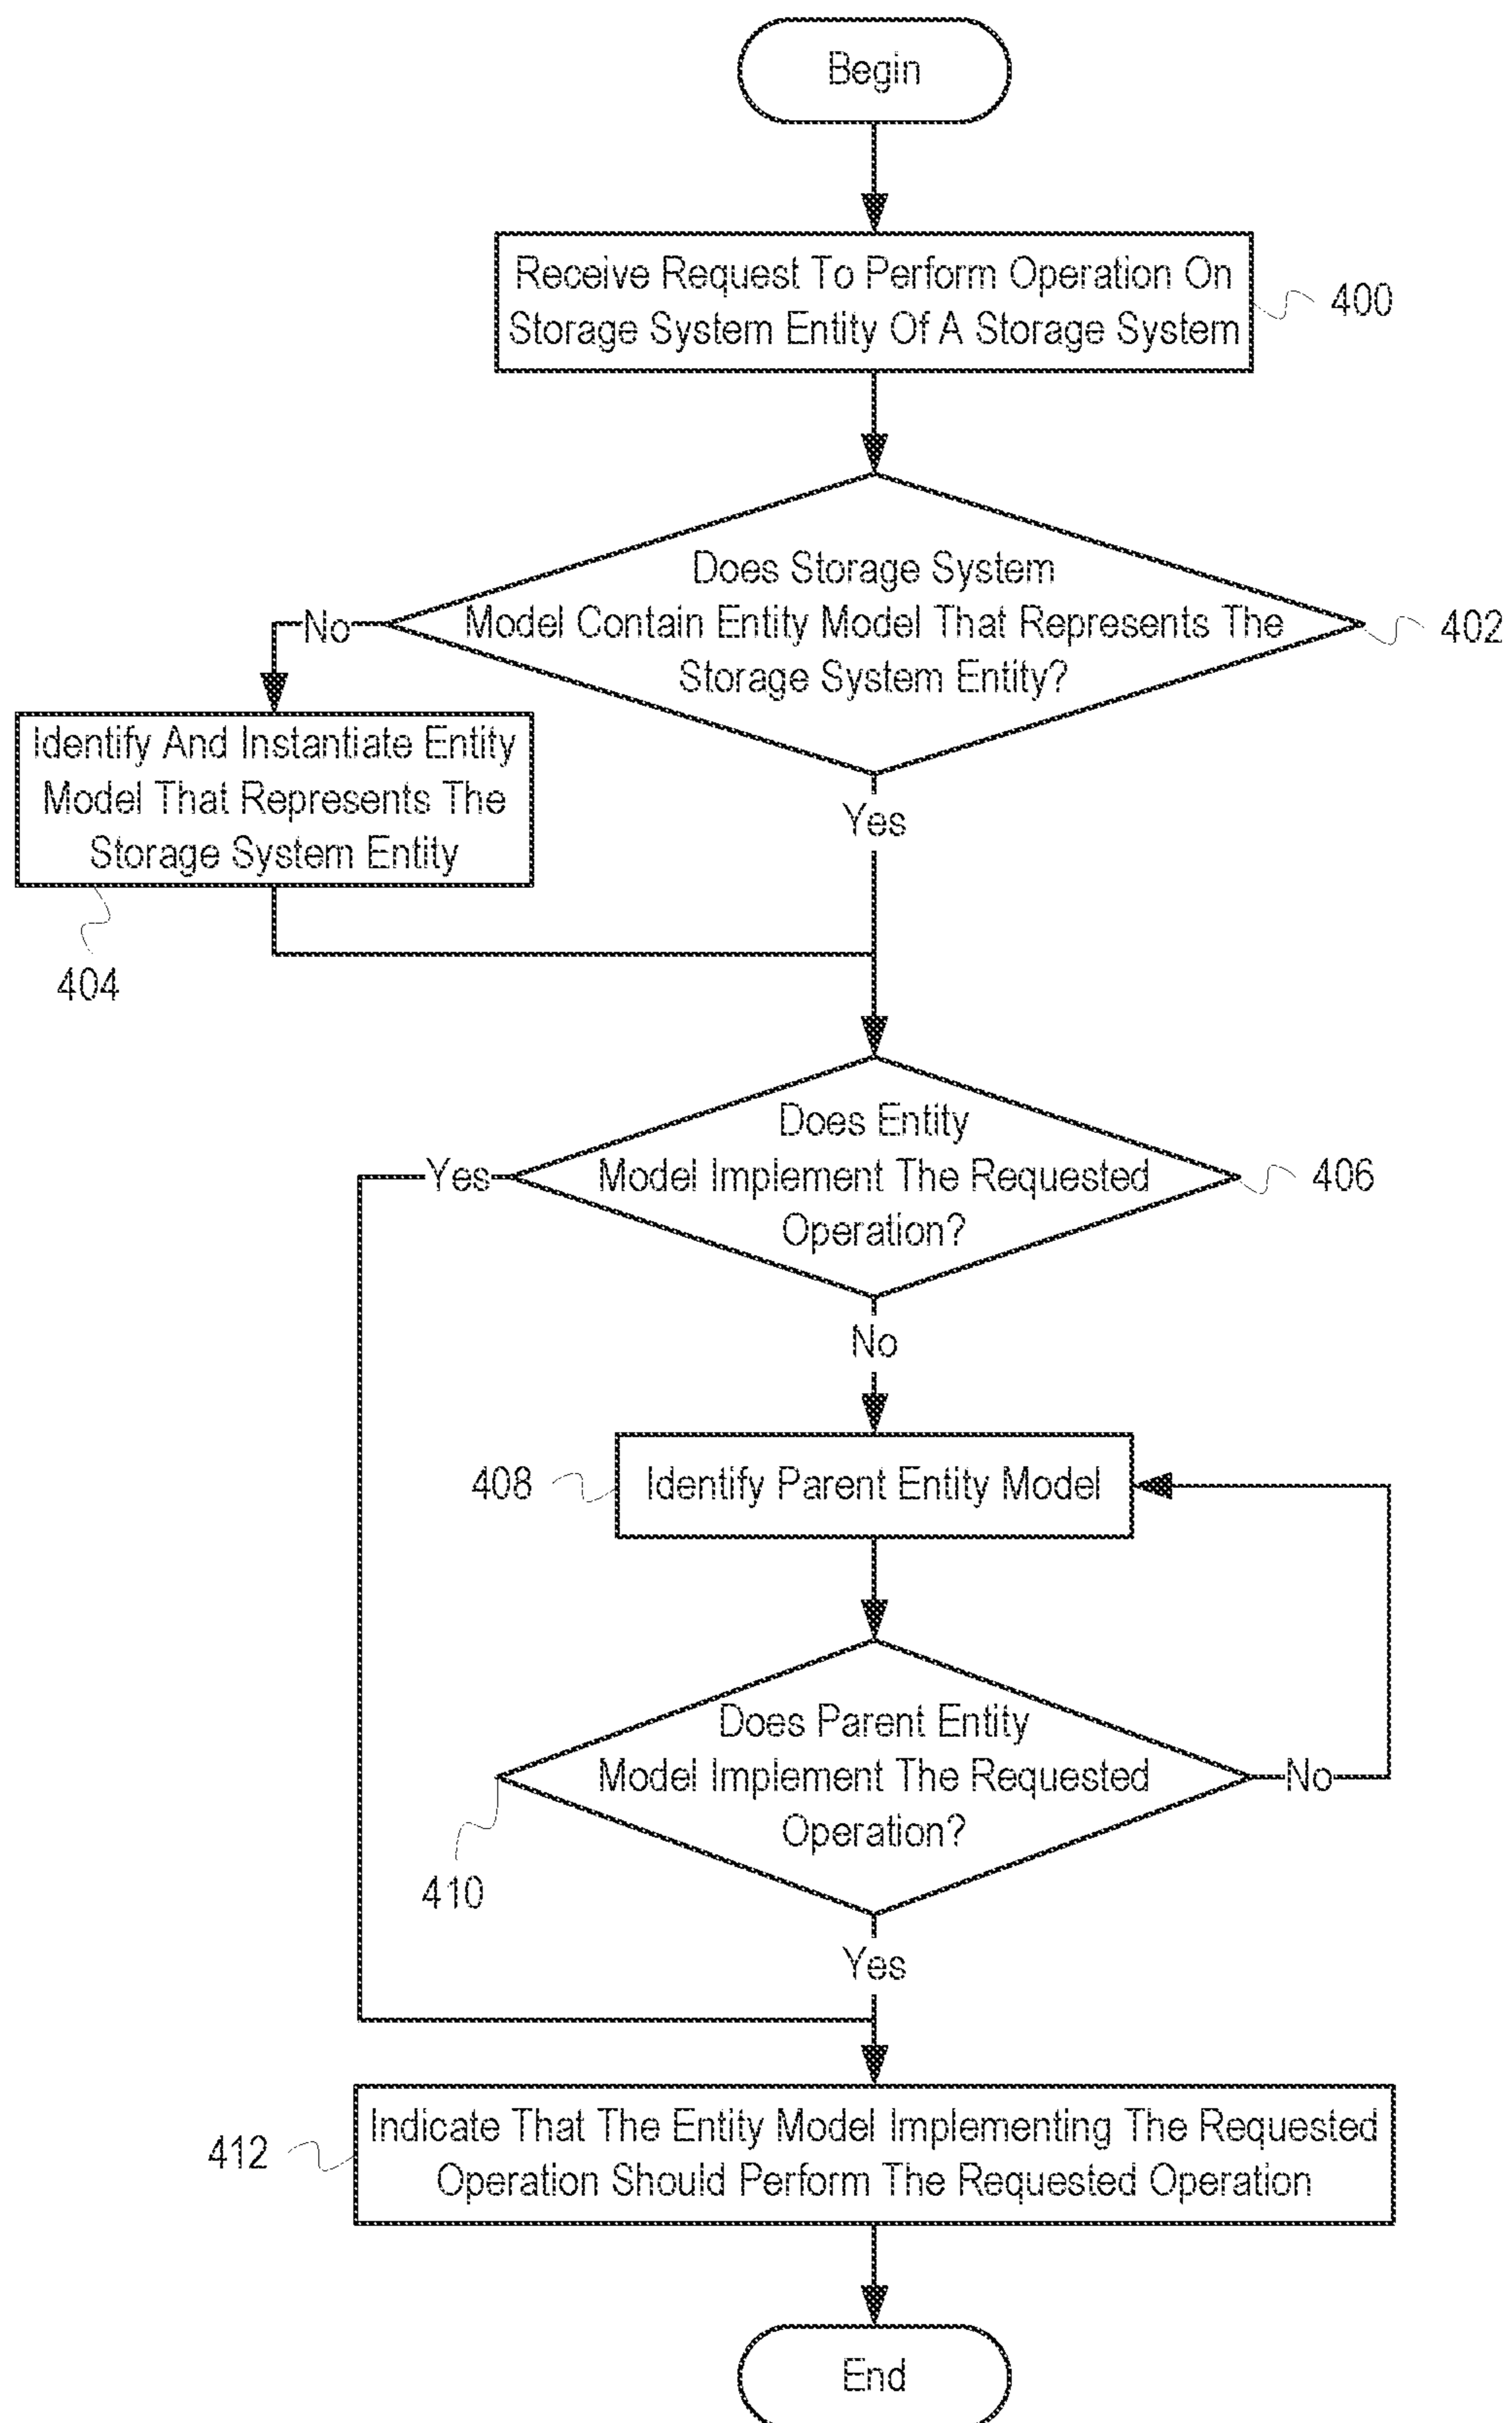 Begin
Receive Request To Perform Operation On
Storage System Entity Of A Storage System
400
Does Storage System
Model Contain Entity Model That Represents The
Storage System Entity?
402
No
Identify And Instantiate Entity
Model That Represents The
Storage System Entity
404
Yes
Does Entity
Model Implement The Requested
Operation?
406
Yes
No
408
Identify Parent Entity Model
Does Parent Entity
Model Implement The Requested
Operation?
No
410
Yes
412
Indicate That The Entity Model Implementing The Requested
Operation Should Perform The Requested Operation
End